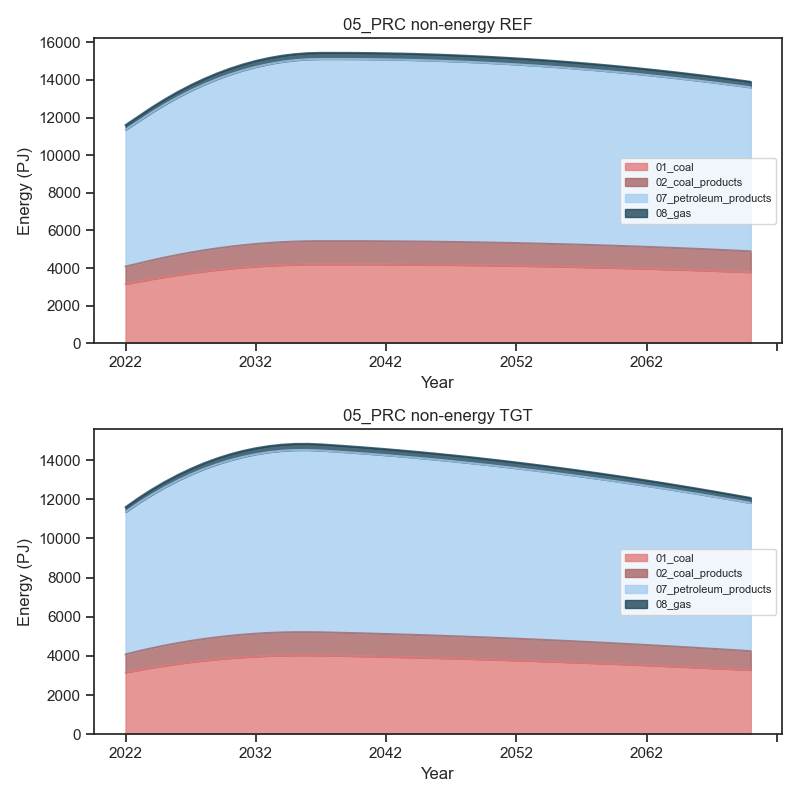 05_PRC non-energy REF
16000
14000
12000
10000
8000
6000
4000
2000
0
Energy (PJ)
01_coal
02_coal_products
07_petroleum_products
08_gas
2022
2032
2042
2052
2062
Year
05_PRC non-energy TGT
14000
12000
10000
8000
6000
4000
2000
0
Energy (PJ)
01_coal
02_coal_products
07_petroleum_products
08_gas
2022
2032
2042
2052
2062
Year